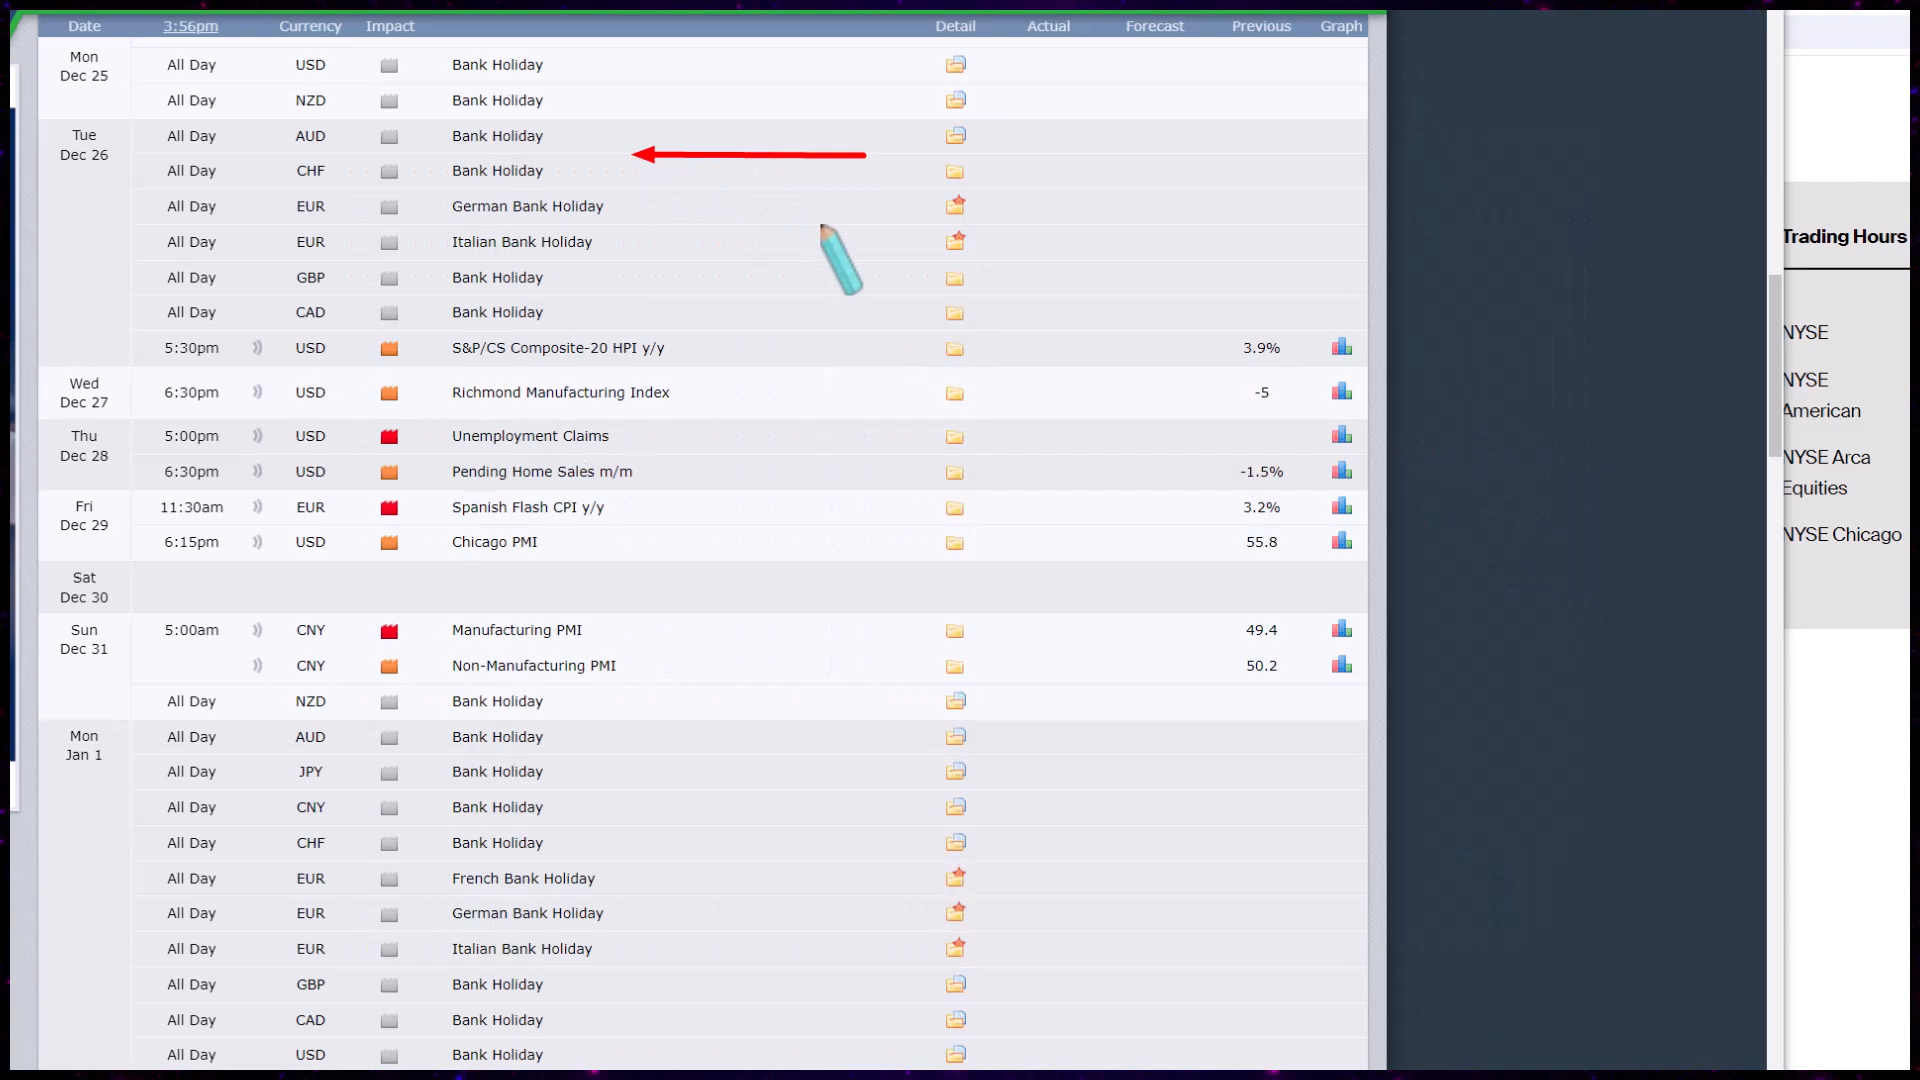 Date 3:56pm Currency Impact Detail Actual Forecast Previous Graph
Mon
Dec 25
All Day USD Bank Holiday
All Day NZD Bank Holiday
Tue
Dec 26
All Day AUD Bank Holiday
All Day CHF Bank Holiday
All Day EUR German Bank Holiday
All Day EUR Italian Bank Holiday
All Day GBP Bank Holiday
All Day CAD Bank Holiday
5:30pm USD S&P/CS Composite-20 HPI y/y 3.9%
Wed
Dec 27
6:30pm USD Richmond Manufacturing Index -5
Thu
Dec 28
5:00pm USD Unemployment Claims
6:30pm USD Pending Home Sales m/m -1.5%
Fri
Dec 29
11:30am EUR Spanish Flash CPI y/y 3.2%
6:15pm USD Chicago PMI 55.8
Sat
Dec 30
Sun
Dec 31
5:00am CNY Manufacturing PMI 49.4
CNY Non-Manufacturing PMI 50.2
All Day NZD Bank Holiday
Mon
Jan 1
All Day AUD Bank Holiday
All Day JPY Bank Holiday
All Day CNY Bank Holiday
All Day CHF Bank Holiday
All Day EUR French Bank Holiday
All Day EUR German Bank Holiday
All Day EUR Italian Bank Holiday
All Day GBP Bank Holiday
All Day CAD Bank Holiday
All Day USD Bank Holiday
Trading Hours
NYSE
NYSE
American
NYSE Arca
Equities
NYSE Chicago